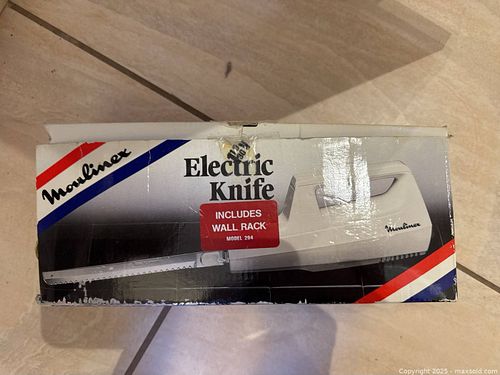 Moulinex
Electric
Knife
INCLUDES
WALL RACK
MODEL 294
Moulinex
Copyright 2025 - maxsold.com